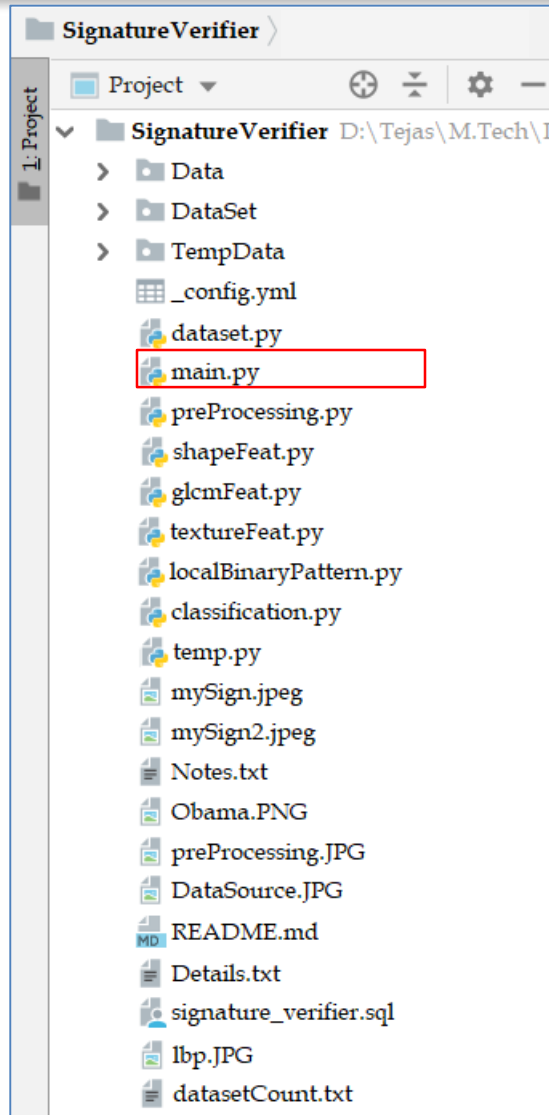 SignatureVerifier
1: Project
Project
SignatureVerifier D:\Tejas\M.Tech\
Data
DataSet
TempData
_config.yml
dataset.py
main.py
preProcessing.py
shapeFeat.py
glcmFeat.py
textureFeat.py
localBinaryPattern.py
classification.py
temp.py
mySign.jpeg
mySign2.jpeg
Notes.txt
Obama.PNG
preProcessing.JPG
DataSource.JPG
MD README.md
Details.txt
signature_verifier.sql
lbp.JPG
datasetCount.txt